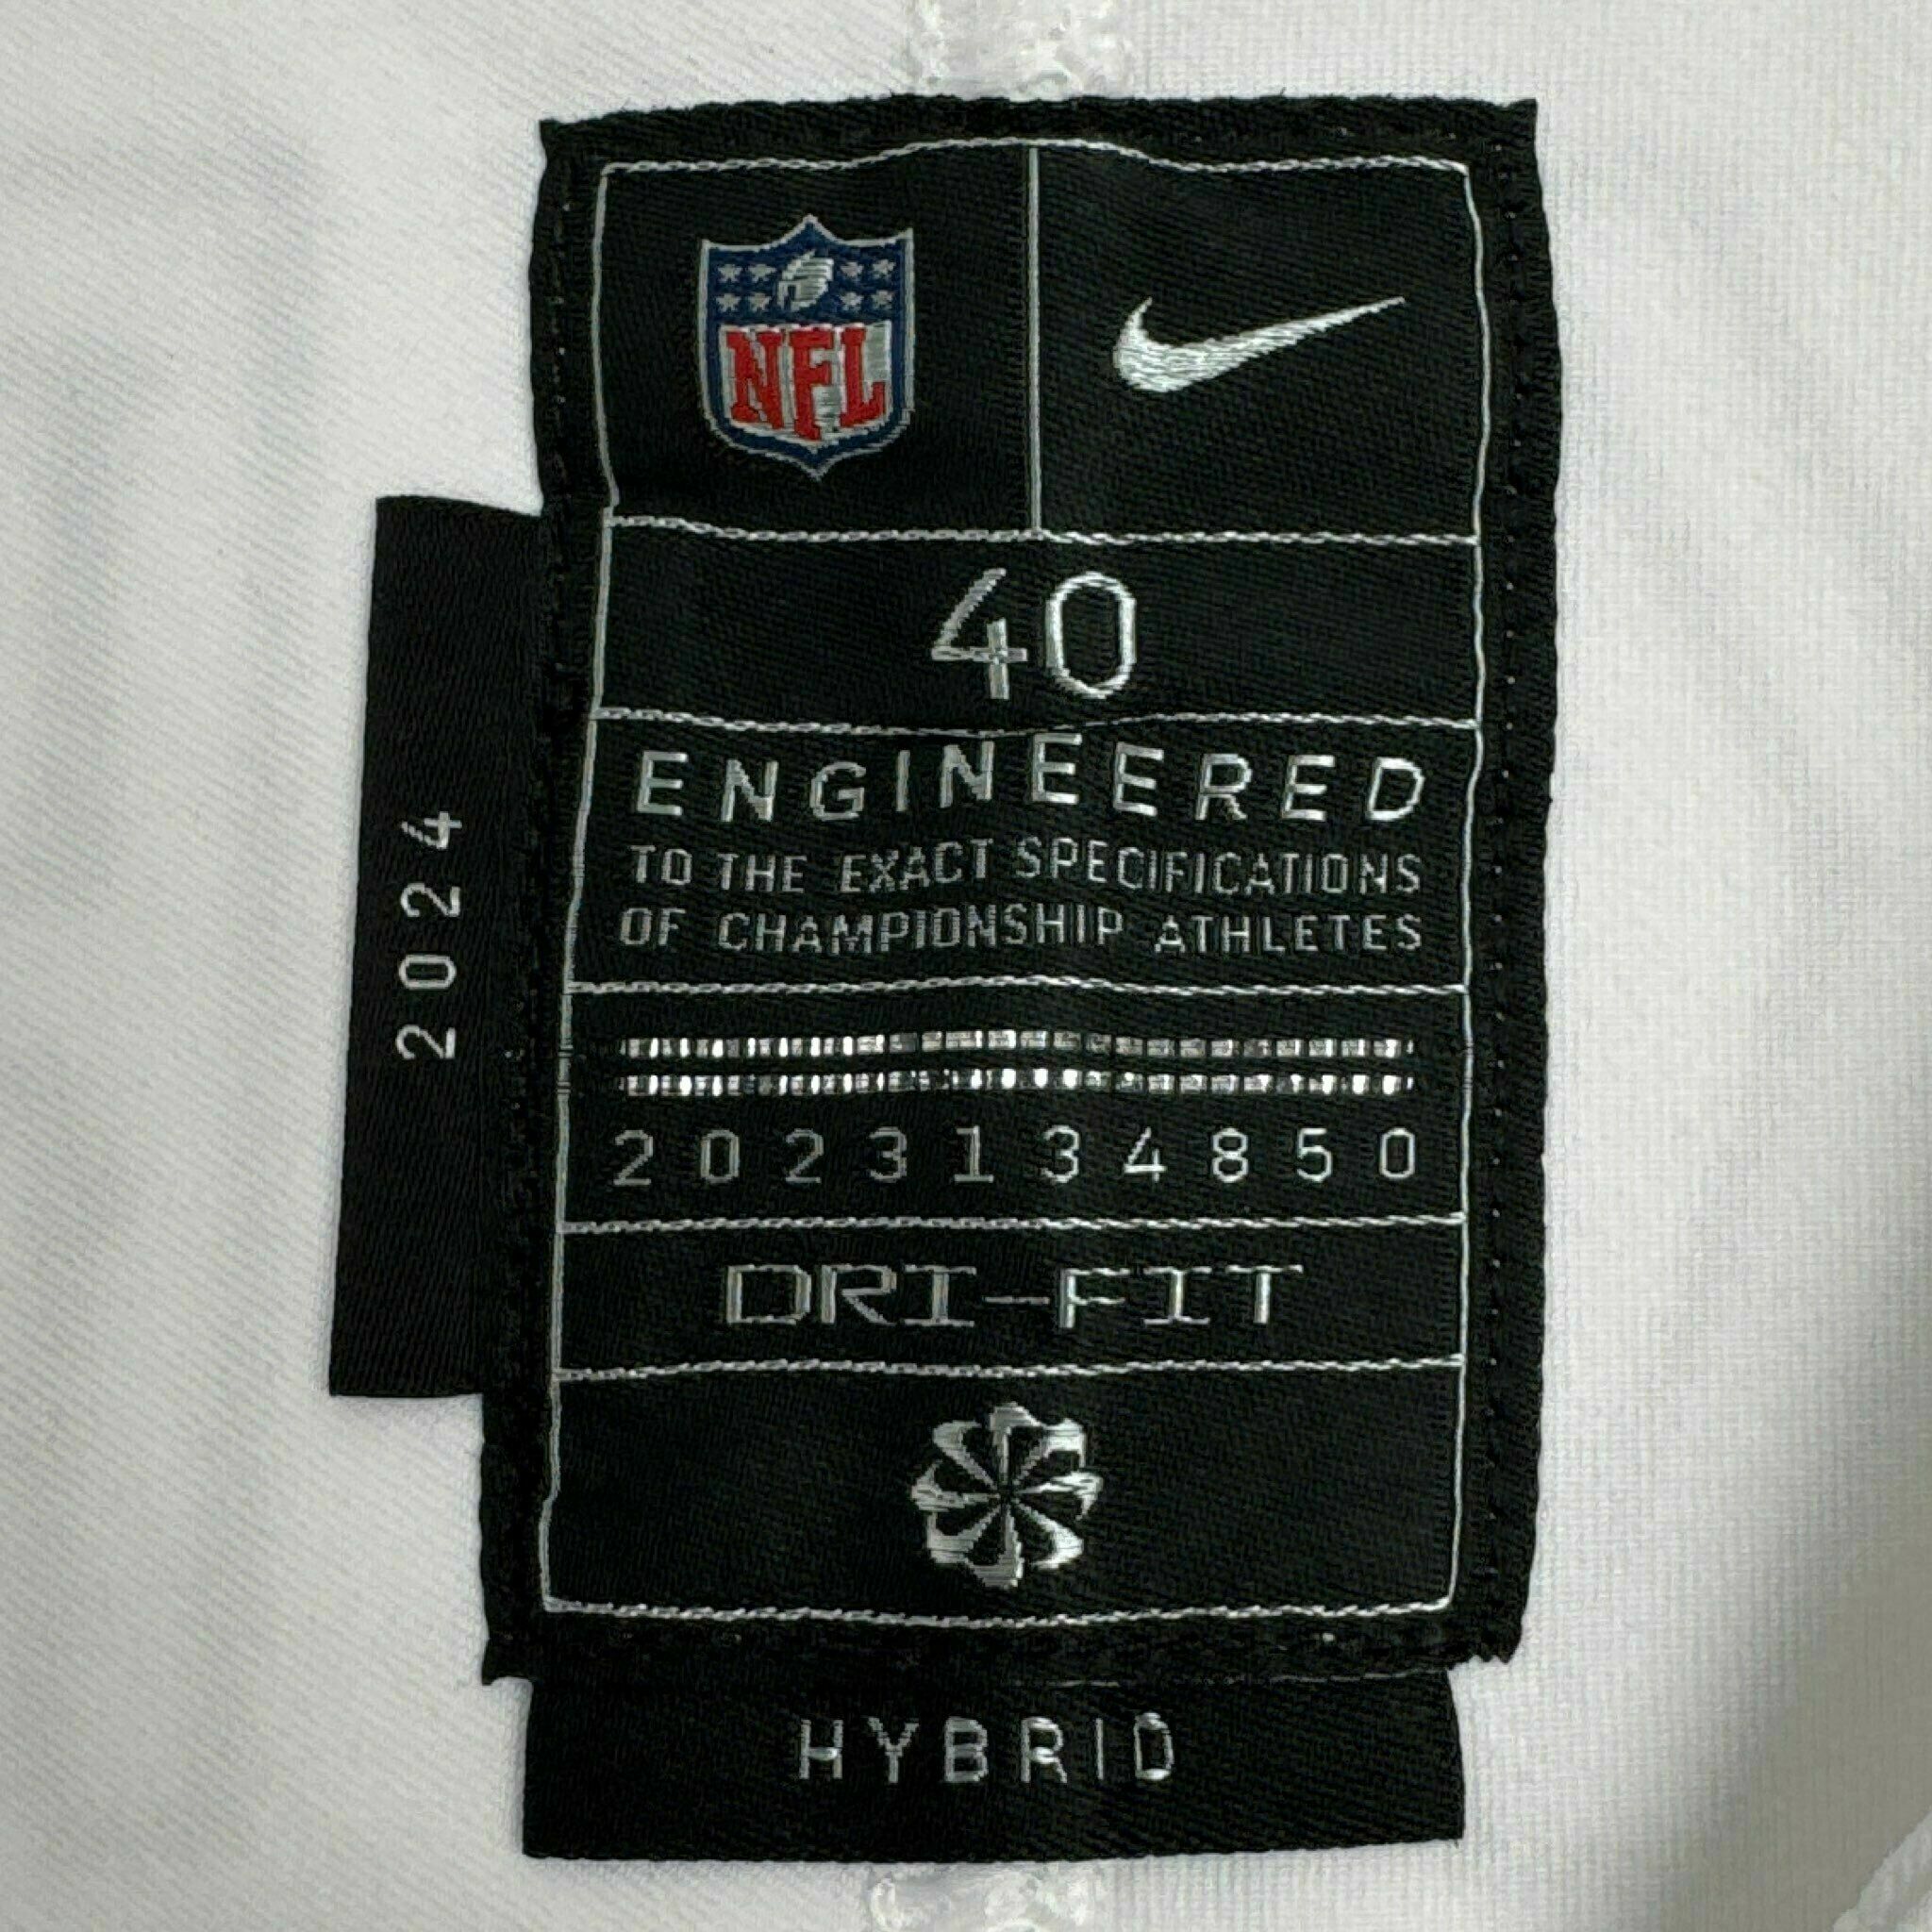 NFL
40
ENGINEERED
TO THE EXACT SPECIFICATIONS
OF CHAMPIONSHIP ATHLETES
2023134850
DRI-FIT
HYBRID
2024